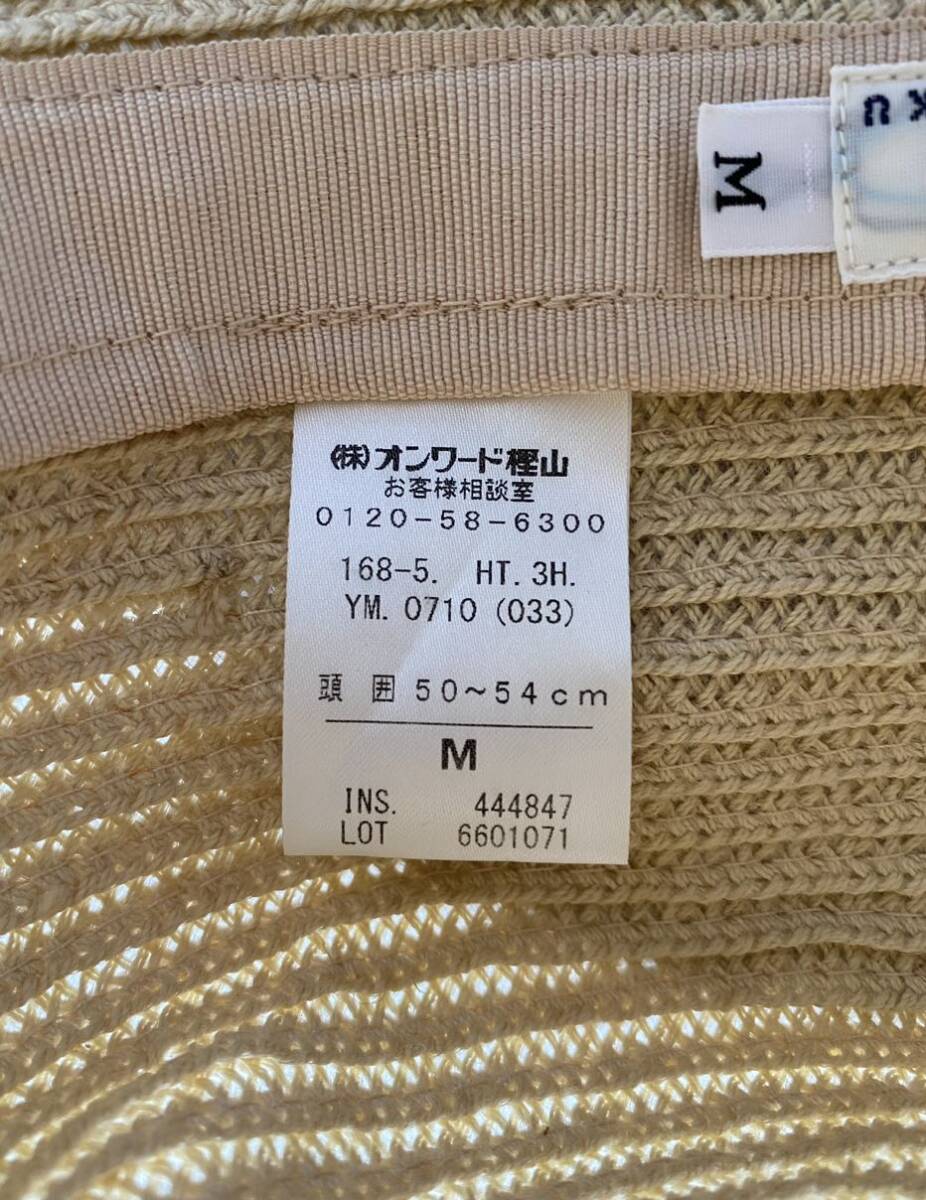 M
㈱オンワード樫山
お客様相談室
0120-58-6300
168-5. HT. 3H.
YM. 0710 (033)
頭 囲 50~54cm
M
INS. 444847
LOT 6601071